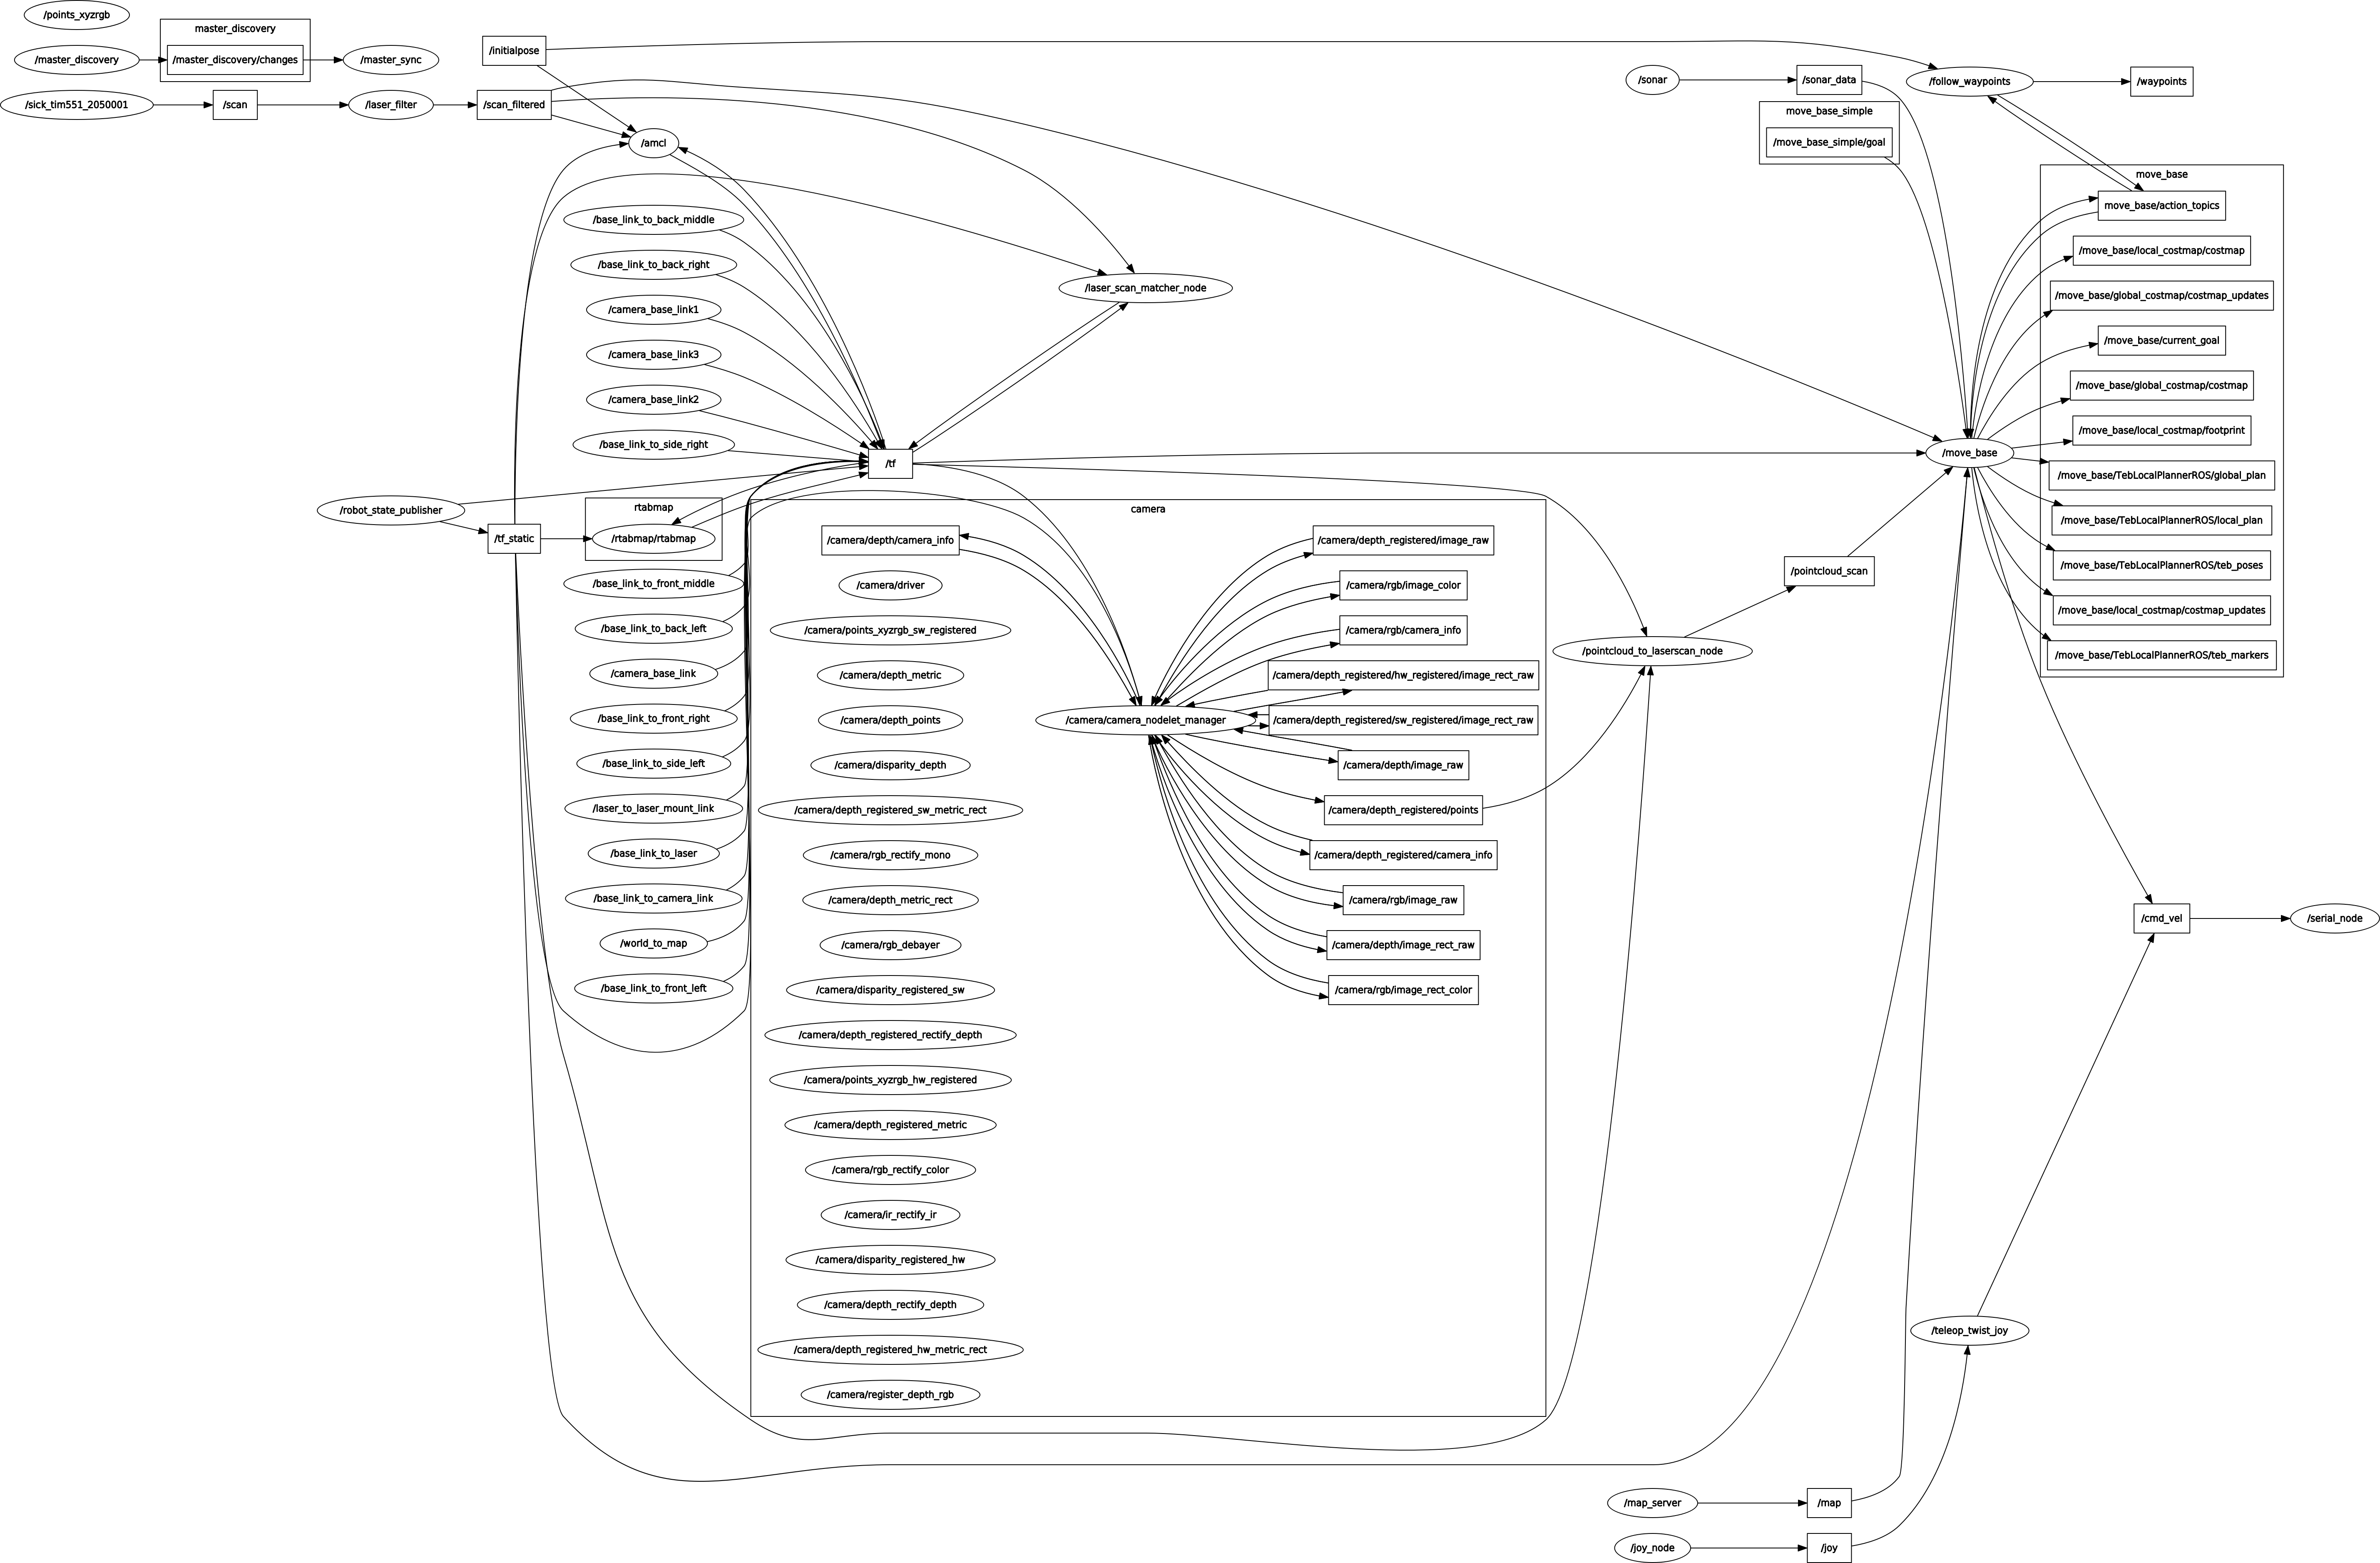 /points_xyzrgb
master_discovery
/master_discovery
/master_discovery/changes
/master_sync
/sick_tim551_2050001
/scan
/laser_filter
/scan_filtered
/initialpose
/amcl
/sonar
/sonar_data
/follow_waypoints
/waypoints
move_base_simple
/move_base_simple/goal
move_base
move_base/action_topics
/move_base/local_costmap/costmap
/move_base/global_costmap/costmap_updates
/move_base/current_goal
/move_base/global_costmap/costmap
/move_base/local_costmap/footprint
/move_base/TebLocalPlannerROS/global_plan
/move_base/TebLocalPlannerROS/local_plan
/move_base/TebLocalPlannerROS/teb_poses
/move_base/local_costmap/costmap_updates
/move_base/TebLocalPlannerROS/teb_markers
/move_base
/base_link_to_back_middle
/base_link_to_back_right
/camera_base_link1
/camera_base_link3
/camera_base_link2
/base_link_to_side_right
/laser_scan_matcher_node
/tf
/robot_state_publisher
/tf_static
rtabmap
/rtabmap/rtabmap
/base_link_to_front_middle
/base_link_to_back_left
/camera_base_link
/base_link_to_front_right
/base_link_to_side_left
/laser_to_laser_mount_link
/base_link_to_laser
/base_link_to_camera_link
/world_to_map
/base_link_to_front_left
camera
/camera/depth/camera_info
/camera/driver
/camera/points_xyzrgb_sw_registered
/camera/depth_metric
/camera/depth_points
/camera/disparity_depth
/camera/depth_registered_sw_metric_rect
/camera/rgb_rectify_mono
/camera/depth_metric_rect
/camera/rgb_debayer
/camera/disparity_registered_sw
/camera/depth_registered_rectify_depth
/camera/points_xyzrgb_hw_registered
/camera/depth_registered_metric
/camera/rgb_rectify_color
/camera/ir_rectify_ir
/camera/disparity_registered_hw
/camera/depth_rectify_depth
/camera/depth_registered_hw_metric_rect
/camera/register_depth_rgb
/camera/camera_nodelet_manager
/camera/depth_registered/image_raw
/camera/rgb/image_color
/camera/rgb/camera_info
/camera/depth_registered/hw_registered/image_rect_raw
/camera/depth_registered/sw_registered/image_rect_raw
/camera/depth/image_raw
/camera/depth_registered/points
/camera/depth_registered/camera_info
/camera/rgb/image_raw
/camera/depth/image_rect_raw
/camera/rgb/image_rect_color
/pointcloud_to_laserscan_node
/pointcloud_scan
/cmd_vel
/serial_node
/teleop_twist_joy
/map_server
/map
/joy_node
/joy